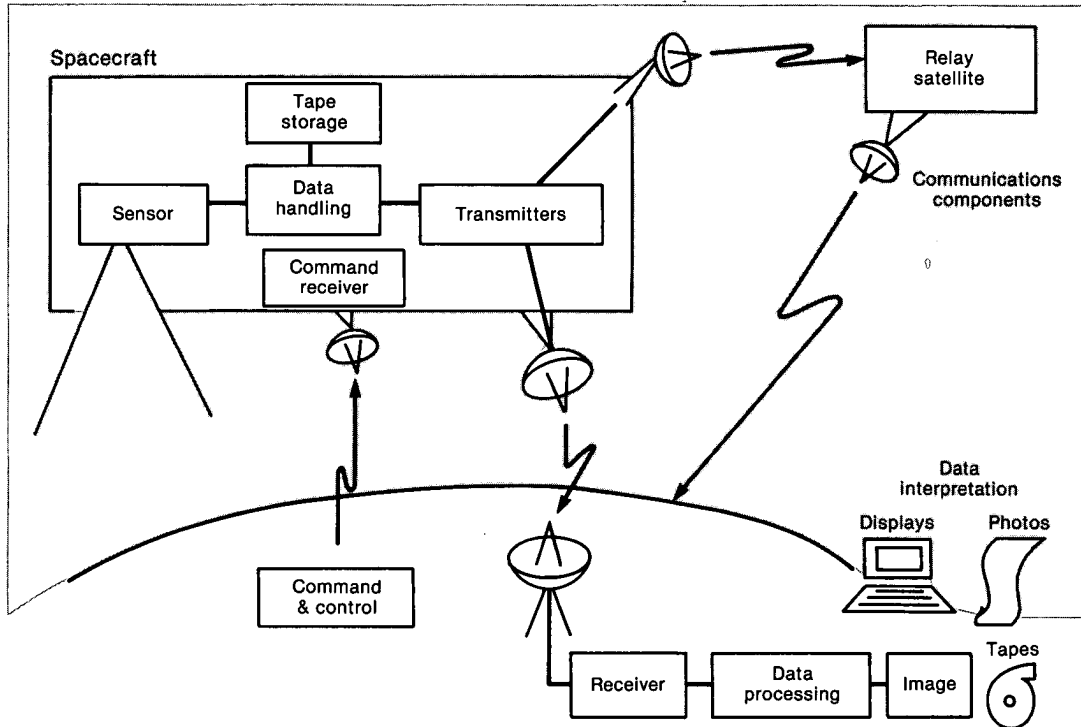 Spacecraft
Tape
storage
Relay
satellite
Sensor
Data
handling
Transmitters
Communications
components
Command
receiver
Data
interpretation
Displays
Photos
Command
& control
Tapes
Receiver
Data
processing
Image